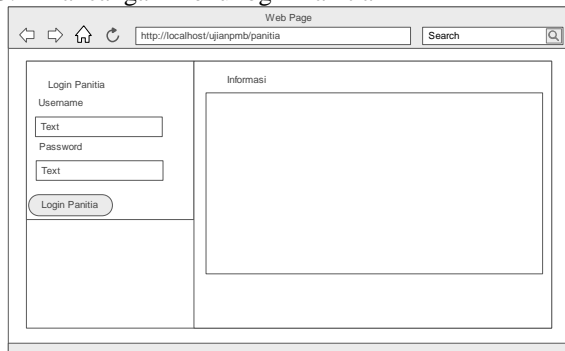 Web Page
http://localhost/ujianpmb/panitia
Search
Login Panitia
Username
Text
Password
Text
Login Panitia
Informasi